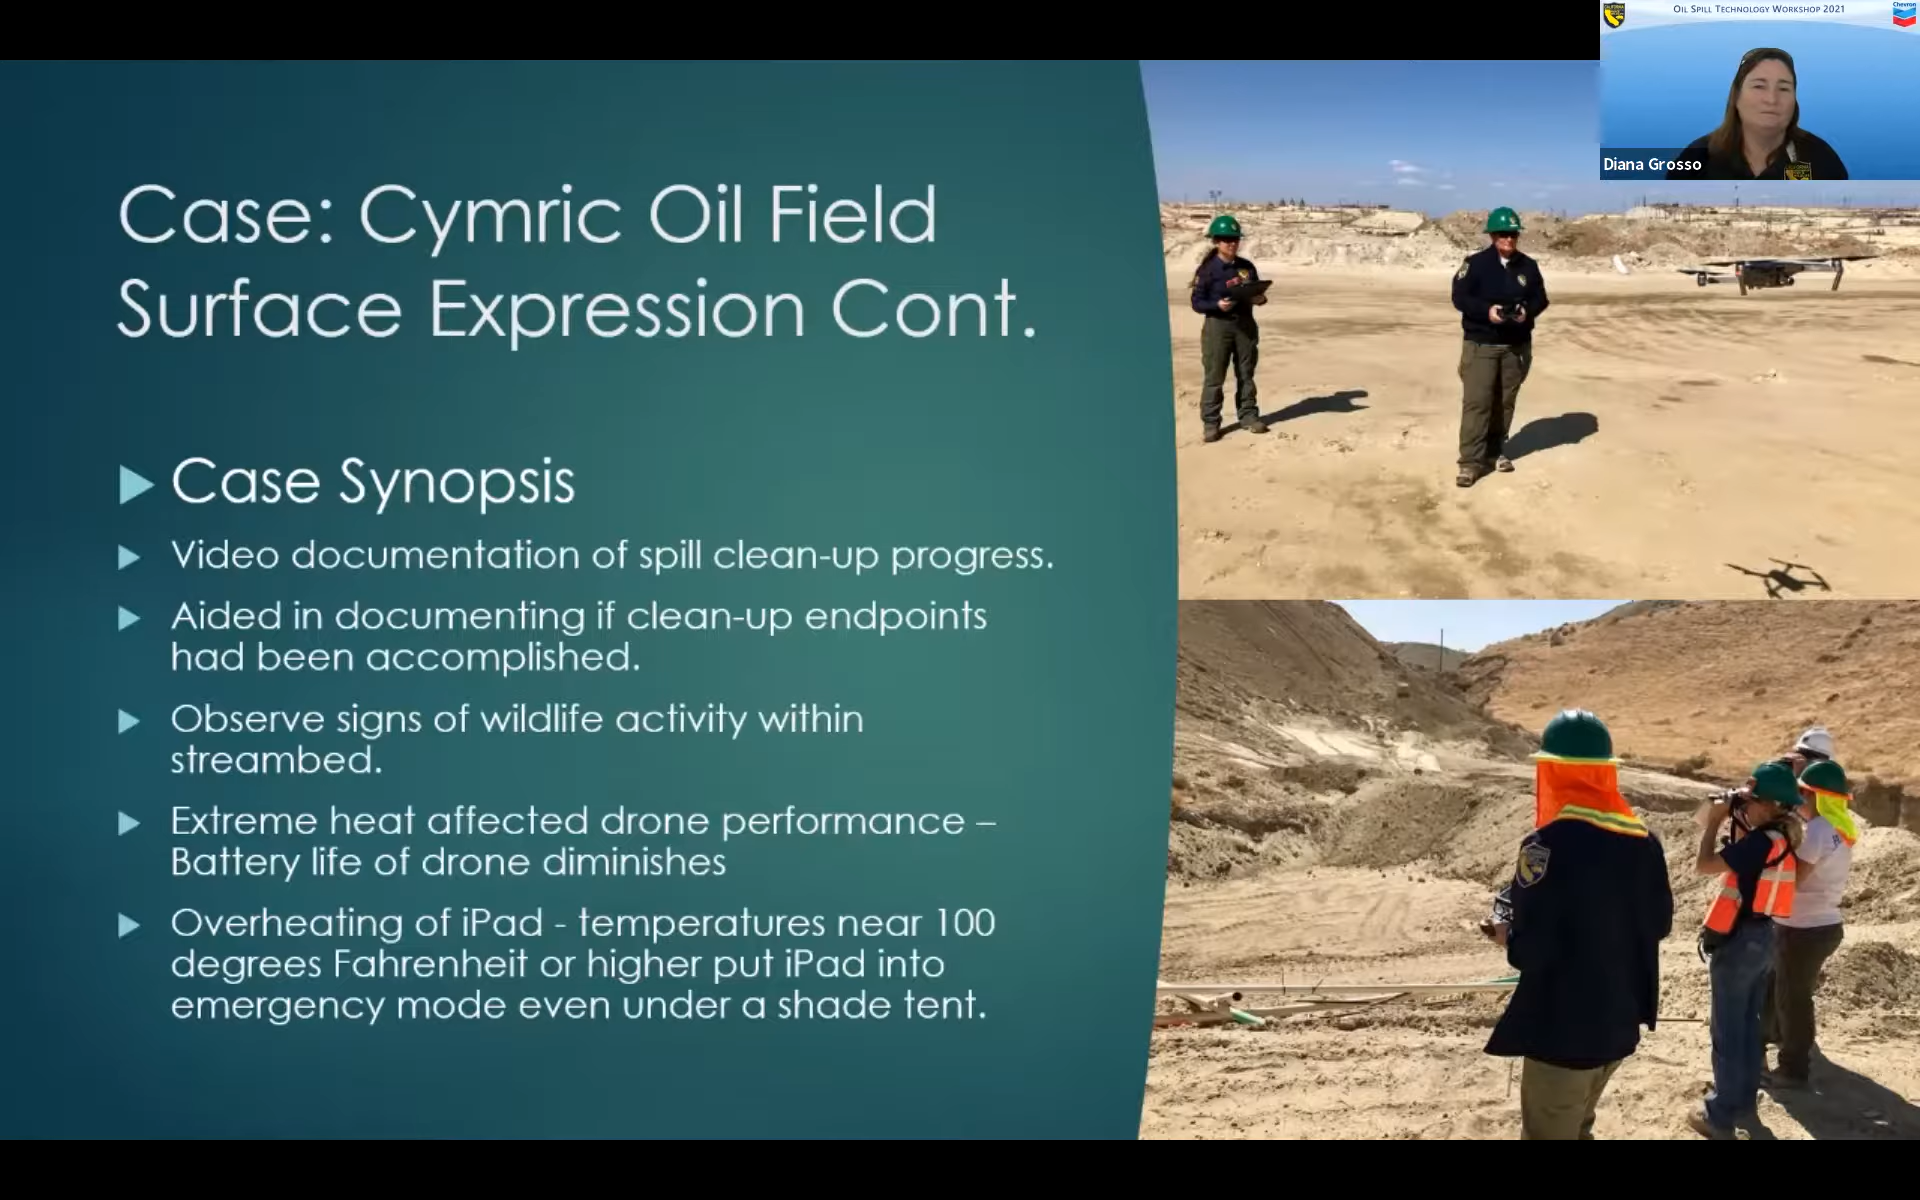 OIL SPILL TECHNOLOGY WORKSHOP 2021
Chevron
Diana Grosso
Case: Cymric Oil Field
Surface Expression Cont.
Case Synopsis
Video documentation of spill clean-up progress.
Aided in documenting if clean-up endpoints
had been accomplished.
Observe signs of wildlife activity within
streambed.
Extreme heat affected drone performance –
Battery life of drone diminishes
Overheating of iPad - temperatures near 100
degrees Fahrenheit or higher put iPad into
emergency mode even under a shade tent.